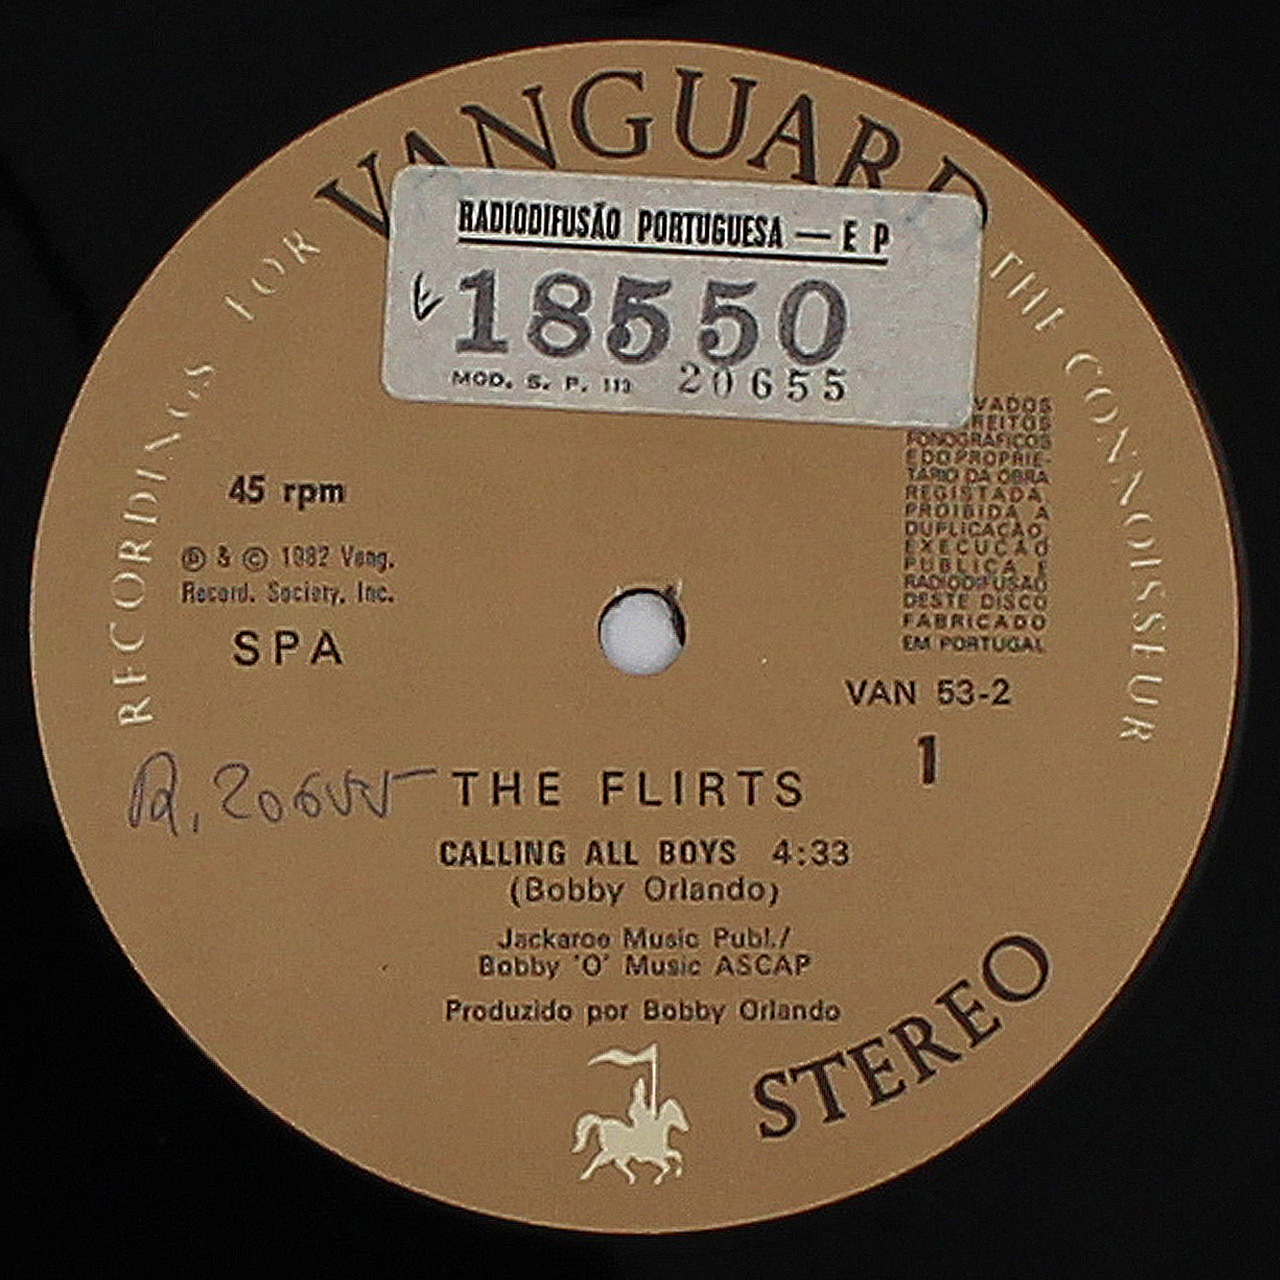 VANGUARD
RECORDINGS FOR THE CONNOISSEUR
RADIODIFUSÃO PORTUGUESA — E P
18550
MOD. S. P. 113 20655
VADOS
REITOS
FONOGRÁFICOS
E DO PROPRIE-
TÁRIO DA OBRA
REGISTADA.
PROIBIDA A
DUPLICAÇÃO,
EXECUÇÃO
PÚBLICA E
RADIODIFUSÃO
DESTE DISCO
FABRICADO
EM PORTUGAL
45 rpm
Ⓟ & © 1982 Vang.
Record. Society, Inc.
SPA
VAN 53-2
1
R. 20655
THE FLIRTS
CALLING ALL BOYS 4:33
(Bobby Orlando)
Jackaroe Music Publ./
Bobby 'O' Music ASCAP
Produzido por Bobby Orlando
STEREO